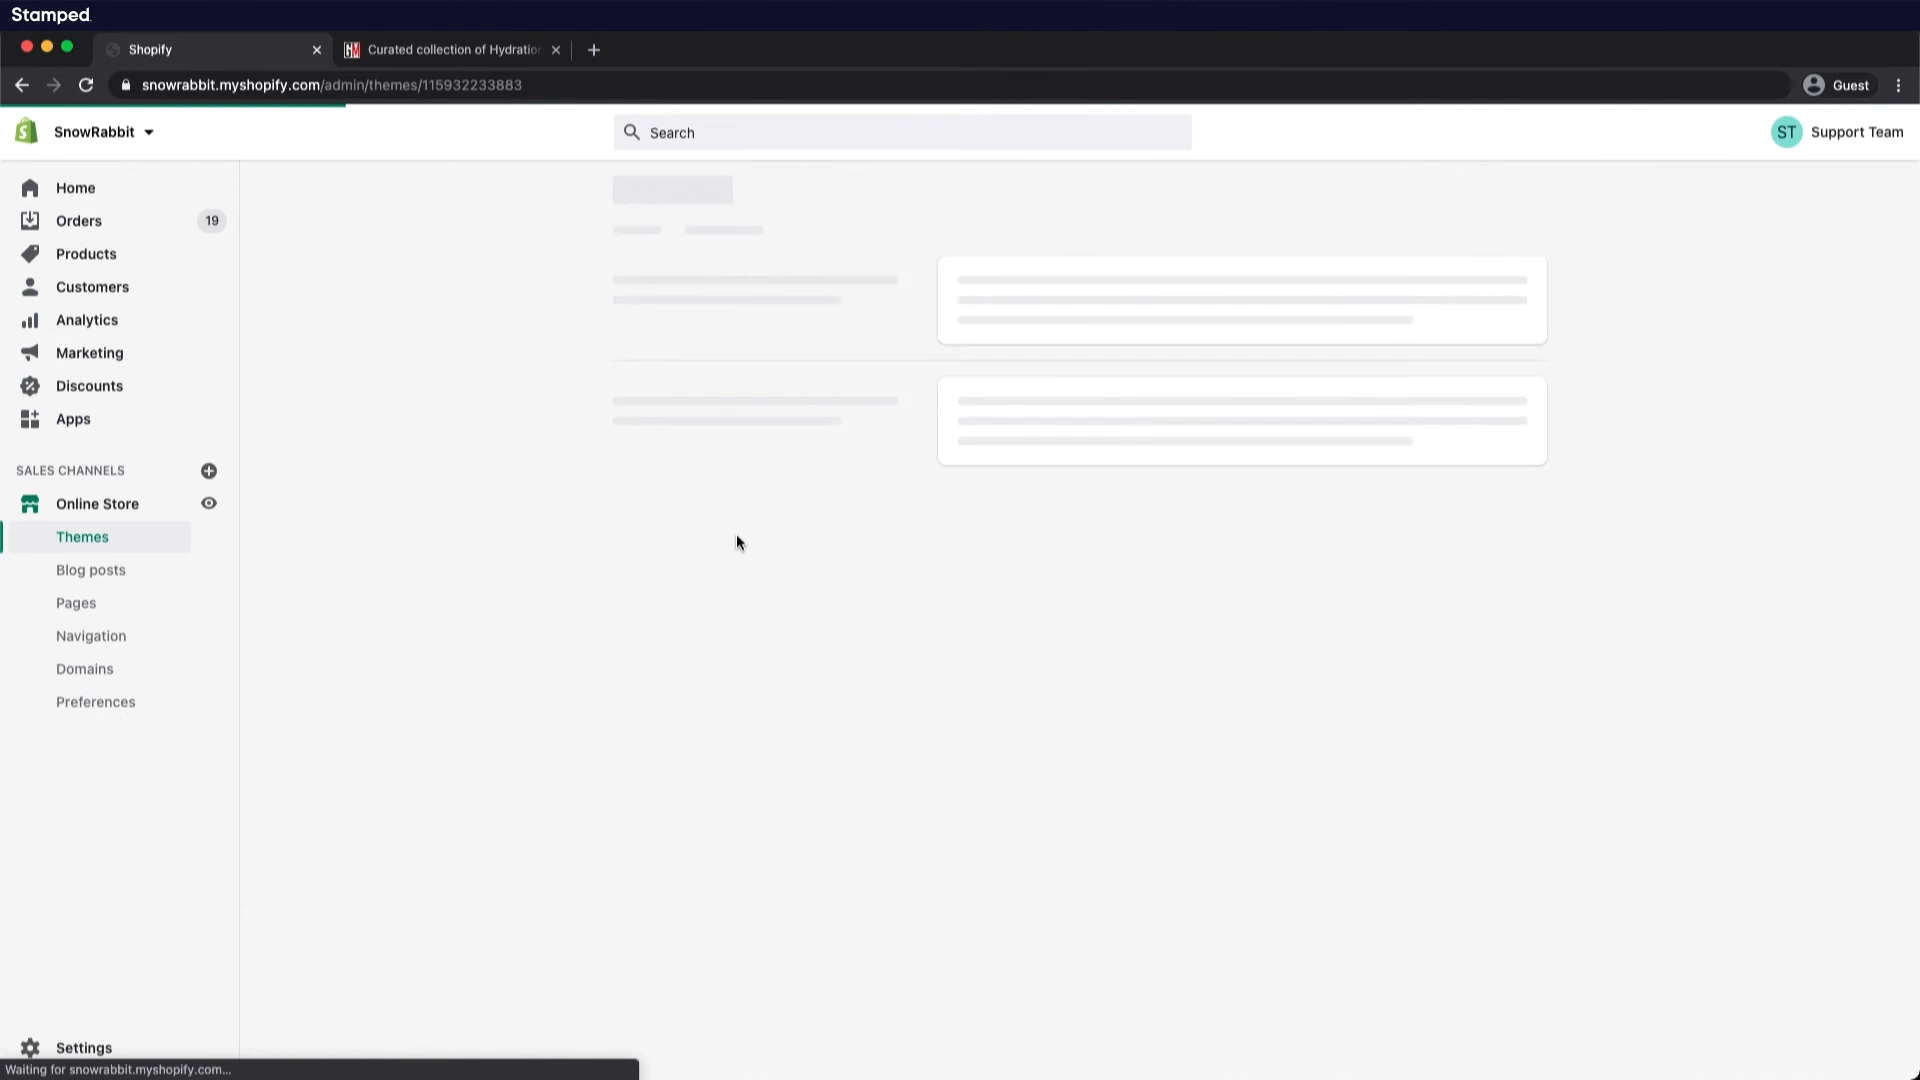 Stamped
Shopify
GM Curated collection of Hydratio
snowrabbit.myshopify.com/admin/themes/115932233883
Guest
SnowRabbit
Search
ST Support Team
Home
Orders 19
Products
Customers
Analytics
Marketing
Discounts
Apps
SALES CHANNELS
Online Store
Themes
Blog posts
Pages
Navigation
Domains
Preferences
Settings
Waiting for snowrabbit.myshopify.com...